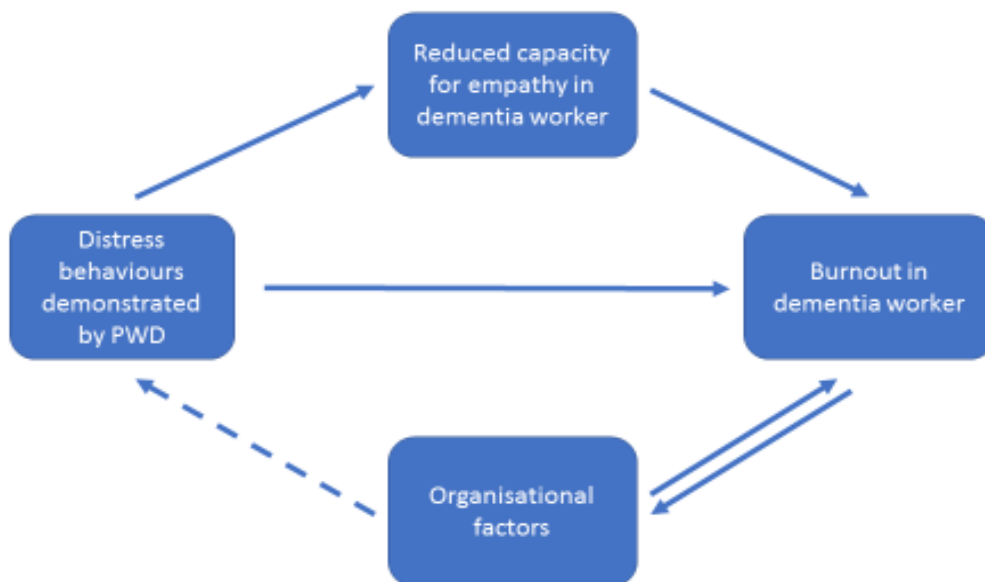 Reduced capacity
for empathy in
dementia worker
Distress
behaviours
demonstrated
by PWD
Burnout in
dementia worker
Organisational
factors